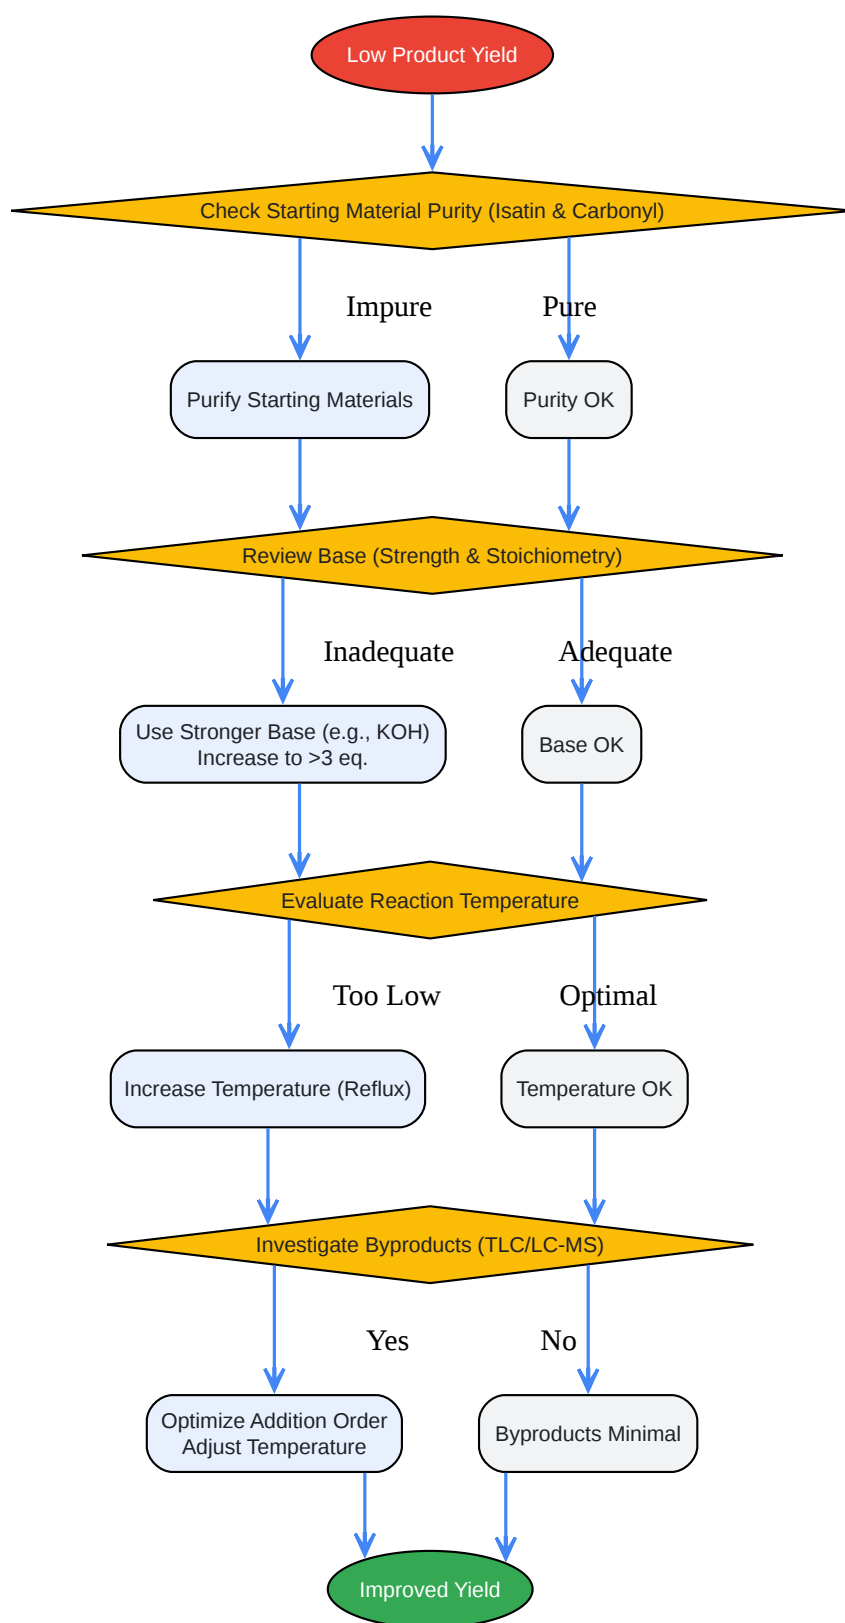 Low Product Yield
Check Starting Material Purity (Isatin & Carbonyl)
Impure
Pure
Purify Starting Materials
Purity OK
Review Base (Strength & Stoichiometry)
Inadequate
Adequate
Use Stronger Base (e.g., KOH)
Increase to >3 eq.
Base OK
Evaluate Reaction Temperature
Too Low
Optimal
Increase Temperature (Reflux)
Temperature OK
Investigate Byproducts (TLC/LC-MS)
Yes
No
Optimize Addition Order
Adjust Temperature
Byproducts Minimal
Improved Yield